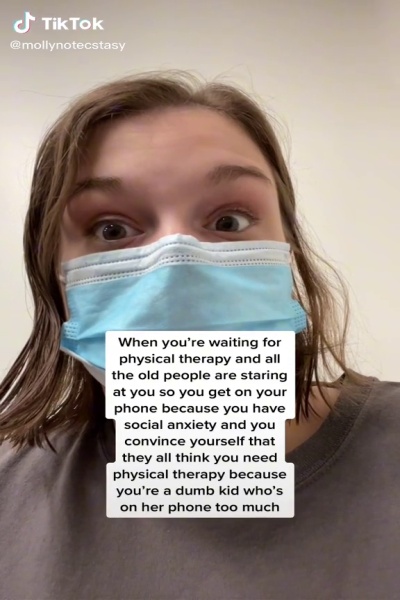 TikTok
@mollynotecstasy
When you’re waiting for
physical therapy and all
the old people are staring
at you so you get on your
phone because you have
social anxiety and you
convince yourself that
they all think you need
physical therapy because
you’re a dumb kid who’s
on her phone too much